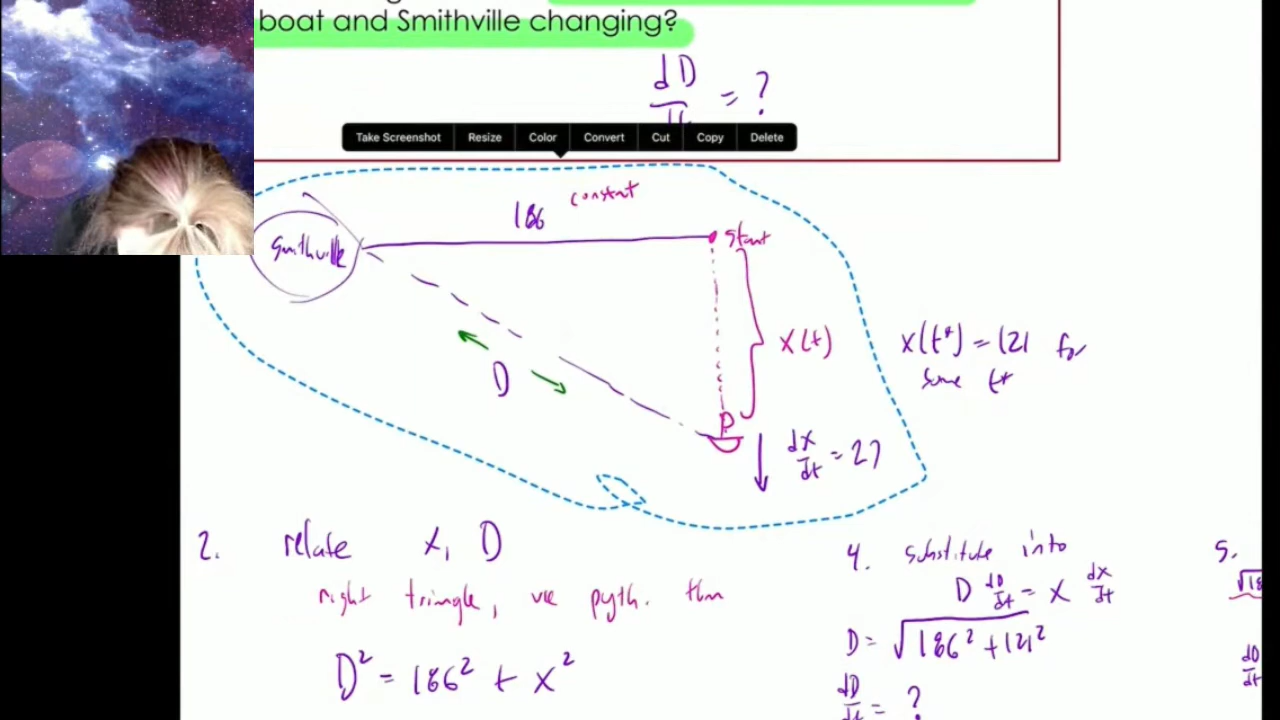 boat and Smithville changing?
dD
= ?
Take Screenshot Resize Color Convert Cut Copy Delete
186 constant
Smithville
Start
x(t)
x(t*) = 121 for
some t*
D
P
dx/dt = 27
2. relate x, D
right triangle, use pyth. thm
D² = 186² + x²
4. substitute into
D dD/dt = x dx/dt
D = √186² + 121²
dD/dt = ?
5.
√18
dD/dt